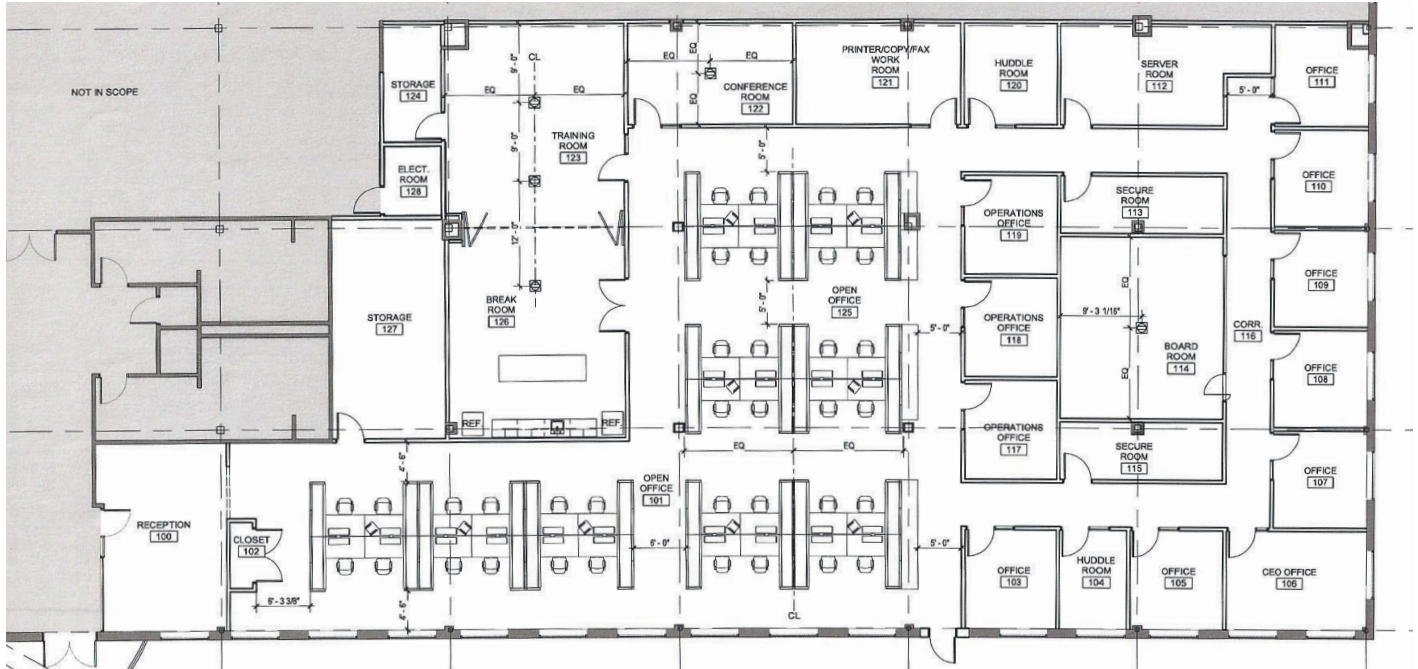 NOT IN SCOPE
STORAGE
124
ELECT.
ROOM
128
9' - 0"
CL
EQ
EQ
9' - 0"
TRAINING
ROOM
123
12' - 0"
BREAK
ROOM
126
STORAGE
127
REF.
REF.
EQ
EQ
EQ
EQ
CONFERENCE
ROOM
122
PRINTER/COPY/FAX
WORK
ROOM
121
HUDDLE
ROOM
120
SERVER
ROOM
112
5' - 0"
OFFICE
111
OFFICE
110
OFFICE
109
OFFICE
108
OFFICE
107
5' - 0"
OPERATIONS
OFFICE
119
SECURE
ROOM
113
5' - 0"
OPEN
OFFICE
125
5' - 0"
OPERATIONS
OFFICE
118
EQ
9' - 3 1/16"
BOARD
ROOM
114
EQ
CORR.
116
OPERATIONS
OFFICE
117
SECURE
ROOM
115
4'-6"
EQ
EQ
OPEN
OFFICE
101
RECEPTION
100
CLOSET
102
6' - 0"
5' - 0"
6' - 3 3/8"
4' - 6"
CL
OFFICE
103
HUDDLE
ROOM
104
OFFICE
105
CEO OFFICE
106